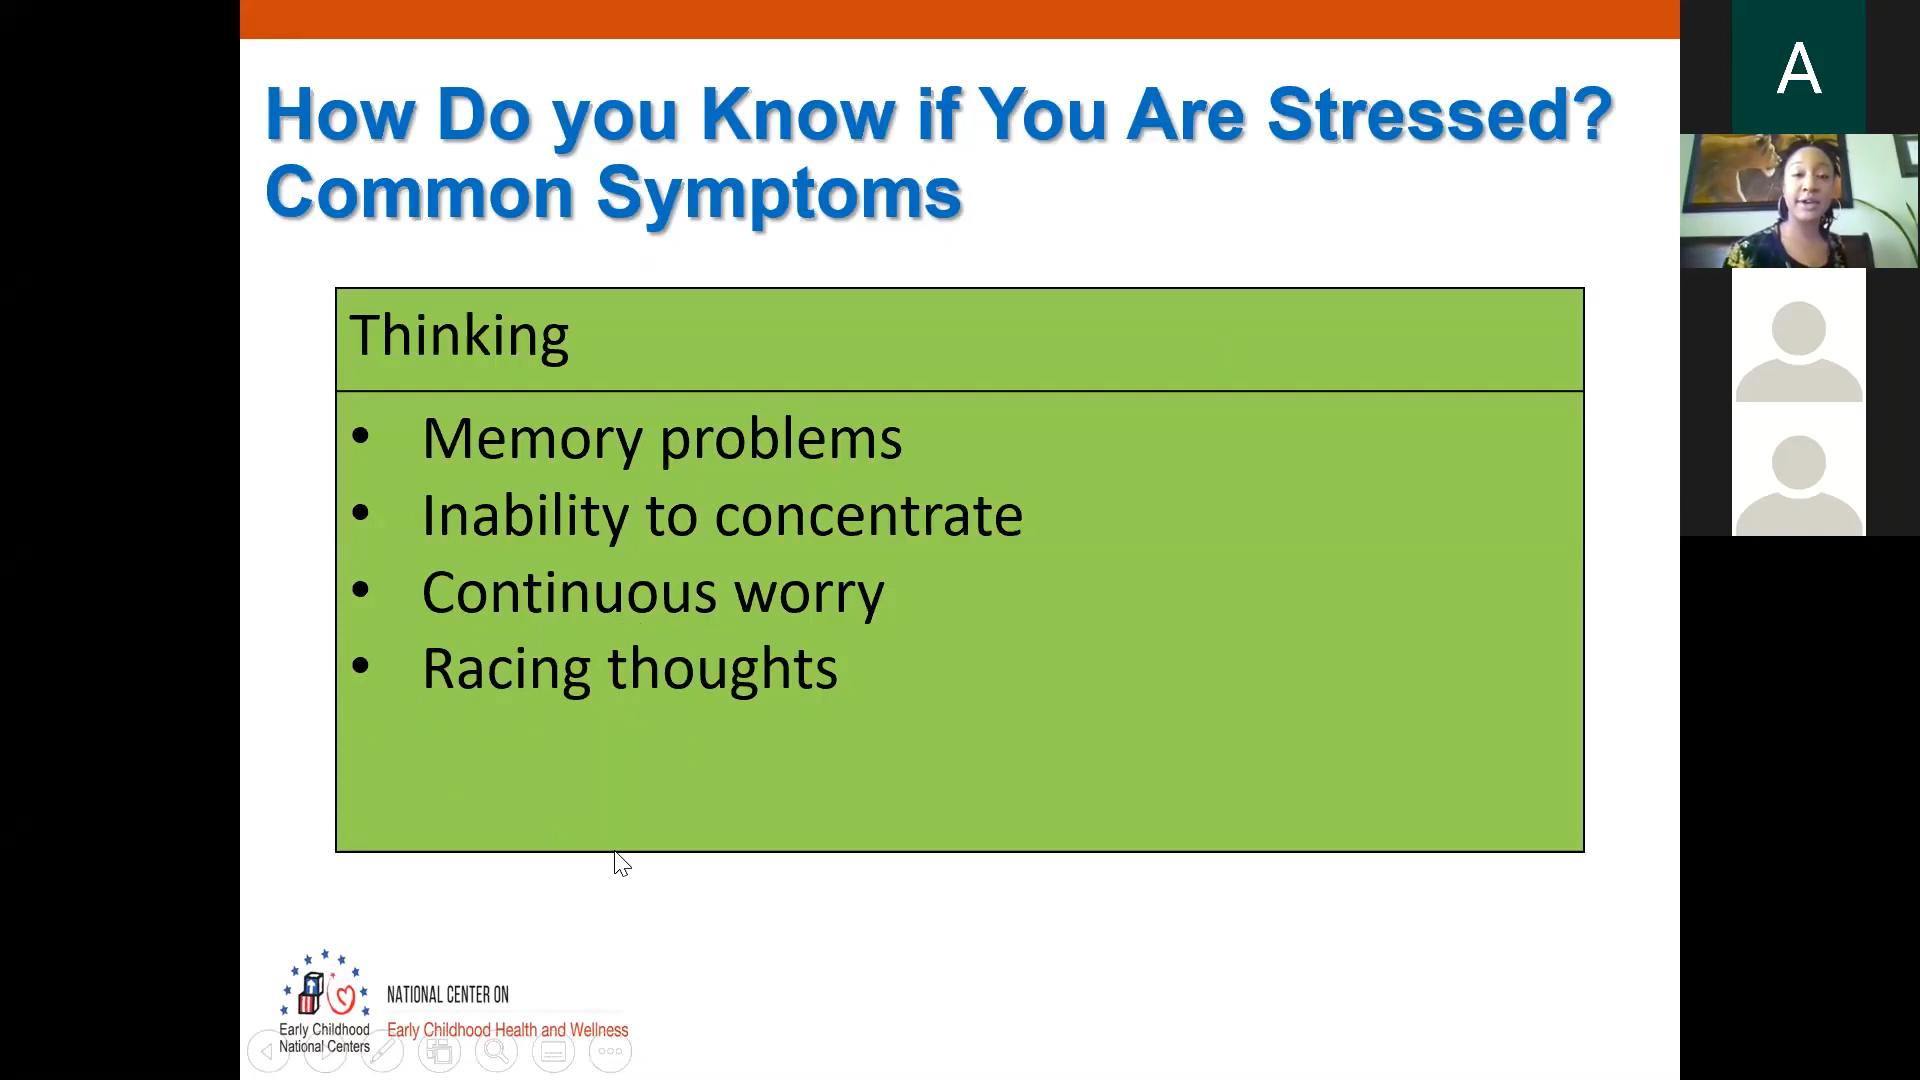 How Do you Know if You Are Stressed?
Common Symptoms
Thinking
• Memory problems
• Inability to concentrate
• Continuous worry
• Racing thoughts
Early Childhood
National Centers
NATIONAL CENTER ON
Early Childhood Health and Wellness
A